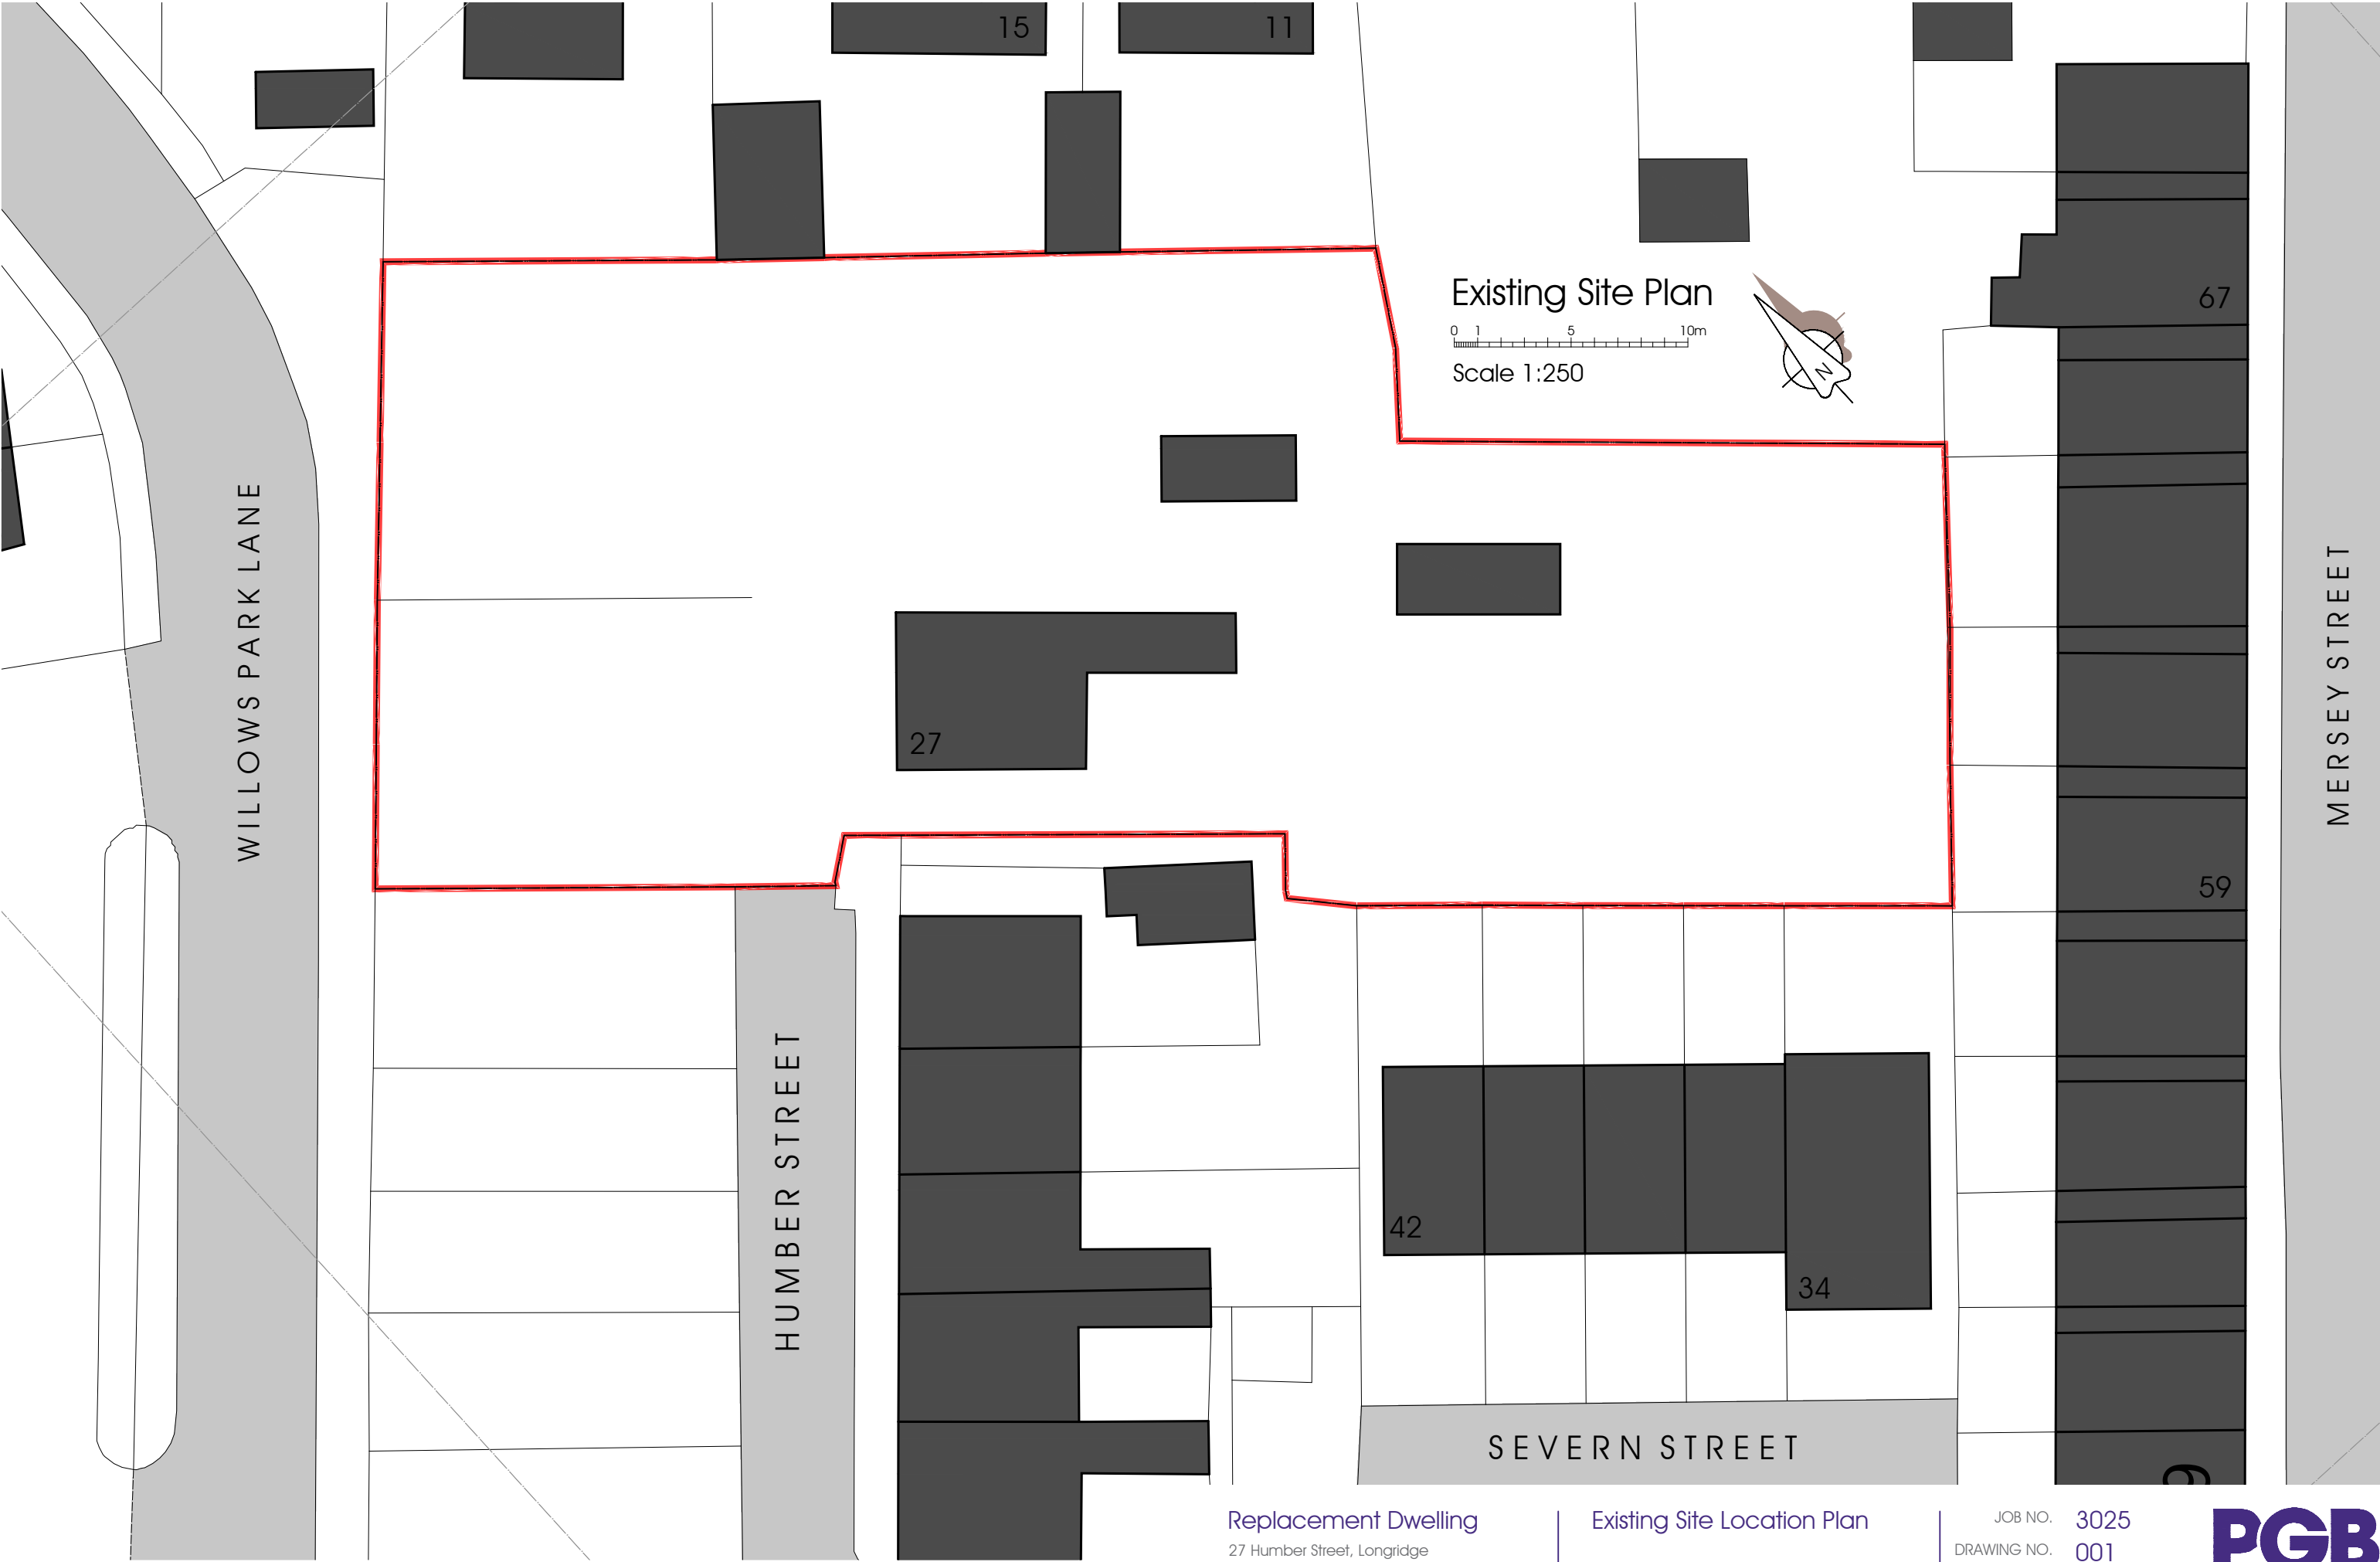 15
11
Existing Site Plan
0 1 5 10m
Scale 1:250
N
67
WILLOWS PARK LANE
MERSEY STREET
27
59
HUMBER STREET
42
34
SEVERN STREET
Replacement Dwelling
27 Humber Street, Longridge
Existing Site Location Plan
JOB NO. 3025
DRAWING NO. 001
PGB